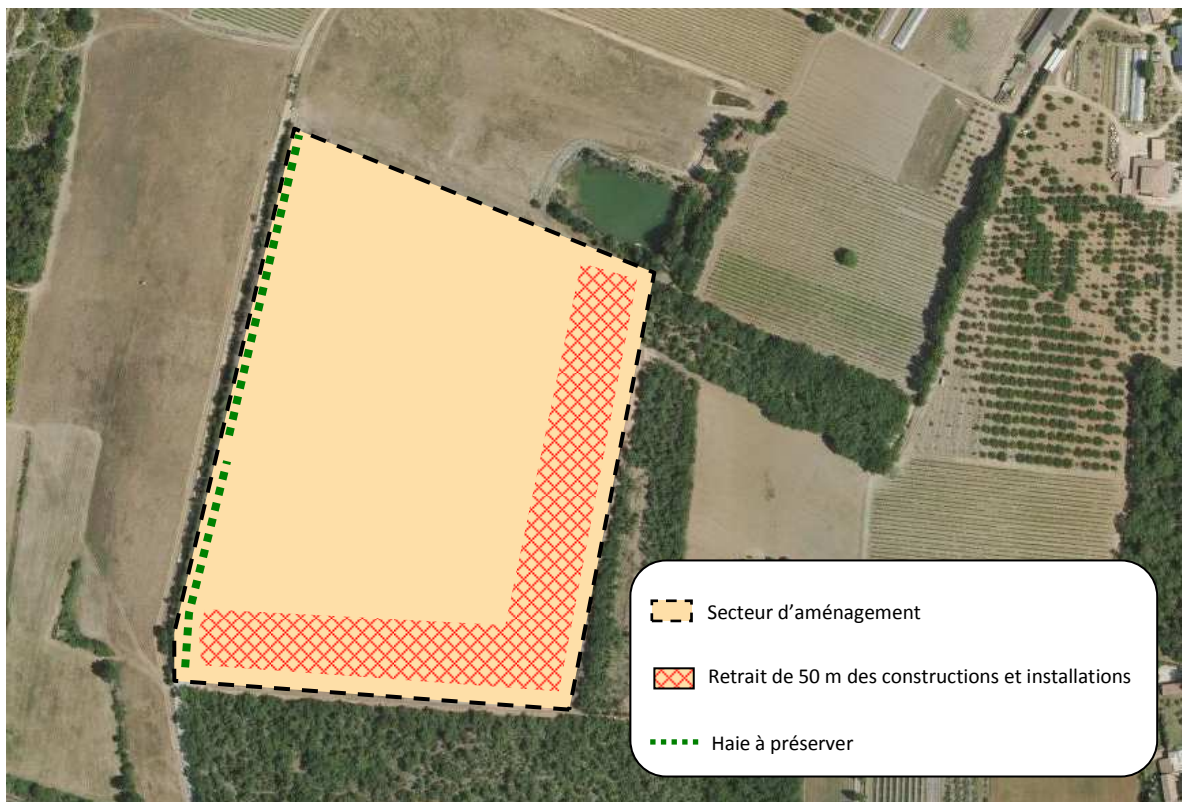 Secteur d’aménagement
Retrait de 50 m des constructions et installations
Haie à préserver